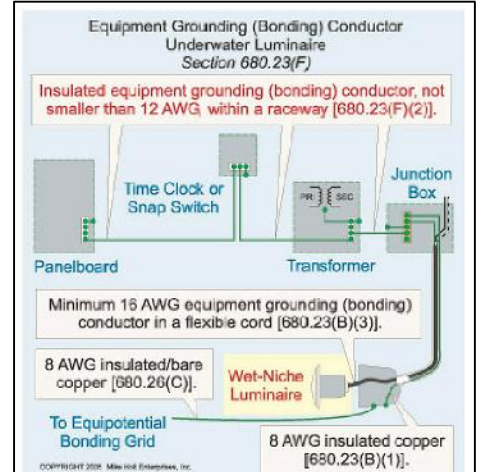 Equipment Grounding (Bonding) Conductor
Underwater Luminaire
Section 680.23(F)
Insulated equipment grounding (bonding) conductor, not
smaller than 12 AWG, within a raceway [680.23(F)(2)].
Time Clock or
Snap Switch
PRI SEC
Junction
Box
Panelboard
Transformer
Minimum 16 AWG equipment grounding (bonding)
conductor in a flexible cord [680.23(B)(3)].
8 AWG insulated/bare
copper [680.26(C)].
Wet-Niche
Luminaire
To Equipotential
Bonding Grid
8 AWG insulated copper
[680.23(B)(1)].
COPYRIGHT 2008 Mike Holt Enterprises, Inc.